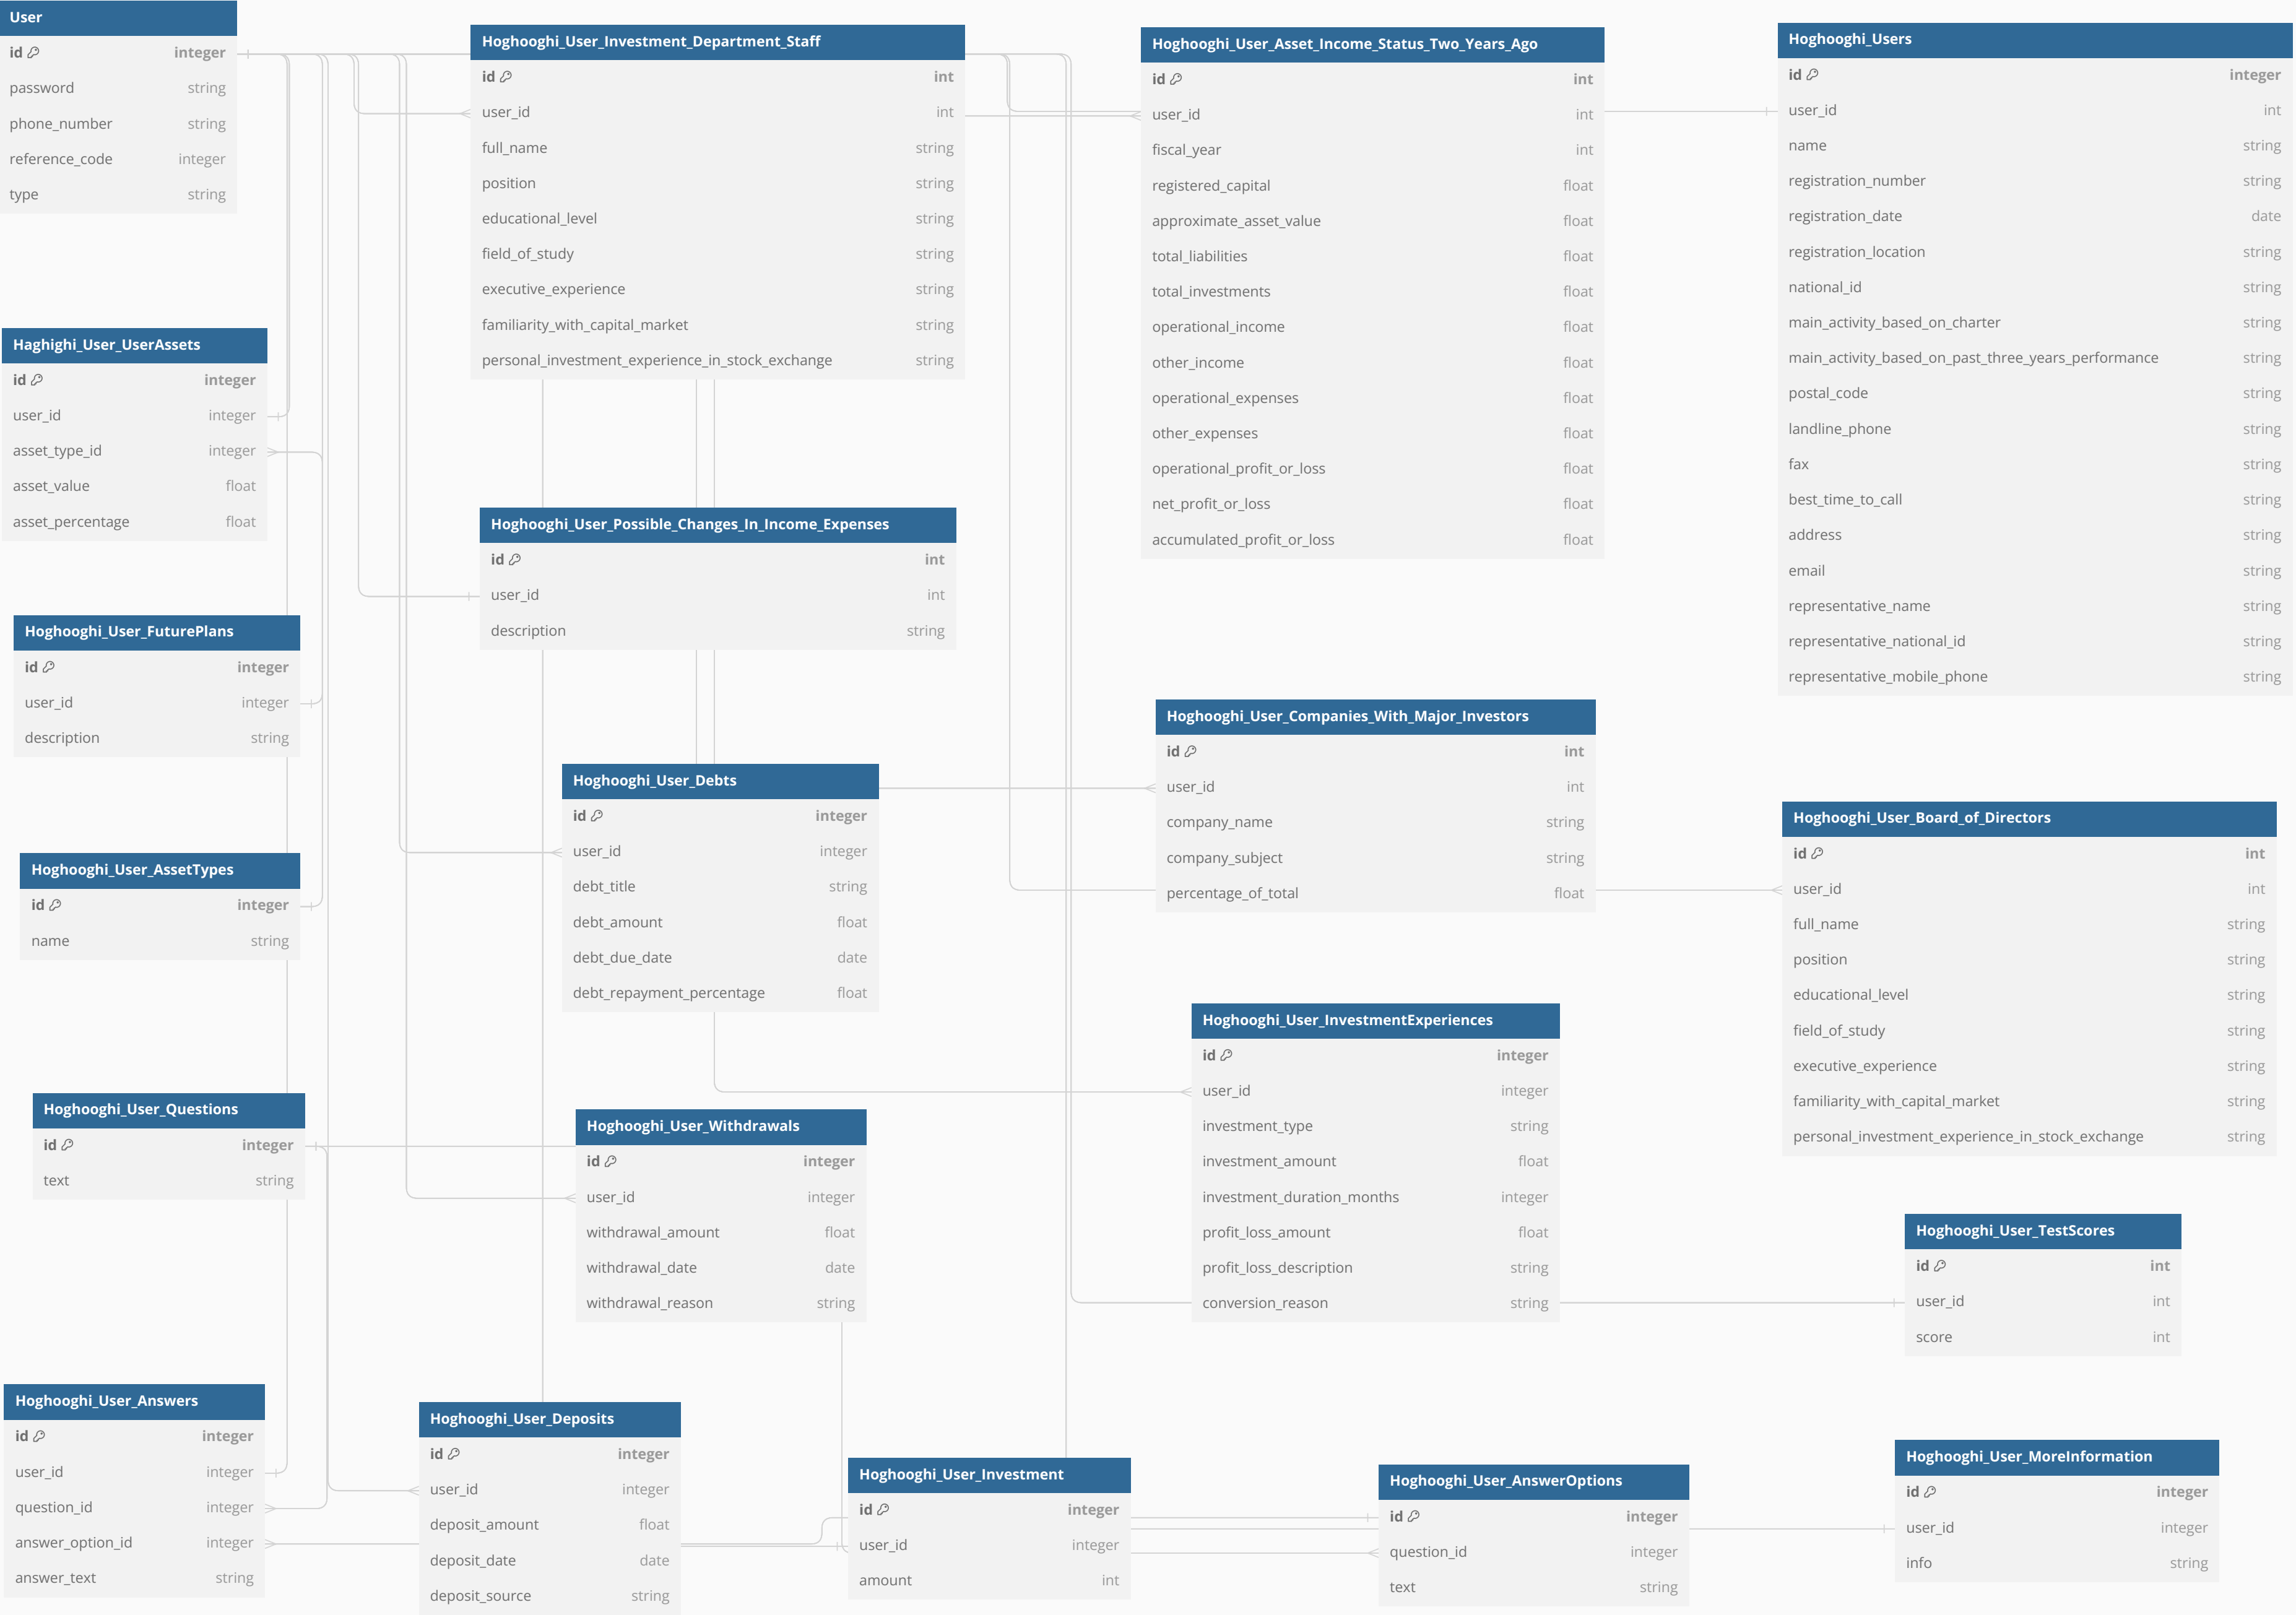 User
id integer
password string
phone_number string
reference_code integer
type string
Haghighi_User_UserAssets
id integer
user_id integer
asset_type_id integer
asset_value float
asset_percentage float
Hoghooghi_User_FuturePlans
id integer
user_id integer
description string
Hoghooghi_User_AssetTypes
id integer
name string
Hoghooghi_User_Questions
id integer
text string
Hoghooghi_User_Answers
id integer
user_id integer
question_id integer
answer_option_id integer
answer_text string
Hoghooghi_User_Investment_Department_Staff
id int
user_id int
full_name string
position string
educational_level string
field_of_study string
executive_experience string
familiarity_with_capital_market string
personal_investment_experience_in_stock_exchange string
Hoghooghi_User_Possible_Changes_In_Income_Expenses
id int
user_id int
description string
Hoghooghi_User_Debts
id integer
user_id integer
debt_title string
debt_amount float
debt_due_date date
debt_repayment_percentage float
Hoghooghi_User_Withdrawals
id integer
user_id integer
withdrawal_amount float
withdrawal_date date
withdrawal_reason string
Hoghooghi_User_Deposits
id integer
user_id integer
deposit_amount float
deposit_date date
deposit_source string
Hoghooghi_User_Investment
id integer
user_id integer
amount int
Hoghooghi_User_Asset_Income_Status_Two_Years_Ago
id int
user_id int
fiscal_year int
registered_capital float
approximate_asset_value float
total_liabilities float
total_investments float
operational_income float
other_income float
operational_expenses float
other_expenses float
operational_profit_or_loss float
net_profit_or_loss float
accumulated_profit_or_loss float
Hoghooghi_User_Companies_With_Major_Investors
id int
user_id int
company_name string
company_subject string
percentage_of_total float
Hoghooghi_User_InvestmentExperiences
id integer
user_id integer
investment_type string
investment_amount float
investment_duration_months integer
profit_loss_amount float
profit_loss_description string
conversion_reason string
Hoghooghi_User_AnswerOptions
id integer
question_id integer
text string
Hoghooghi_Users
id integer
user_id int
name string
registration_number string
registration_date date
registration_location string
national_id string
main_activity_based_on_charter string
main_activity_based_on_past_three_years_performance string
postal_code string
landline_phone string
fax string
best_time_to_call string
address string
email string
representative_name string
representative_national_id string
representative_mobile_phone string
Hoghooghi_User_Board_of_Directors
id int
user_id int
full_name string
position string
educational_level string
field_of_study string
executive_experience string
familiarity_with_capital_market string
personal_investment_experience_in_stock_exchange string
Hoghooghi_User_TestScores
id int
user_id int
score int
Hoghooghi_User_MoreInformation
id integer
user_id integer
info string